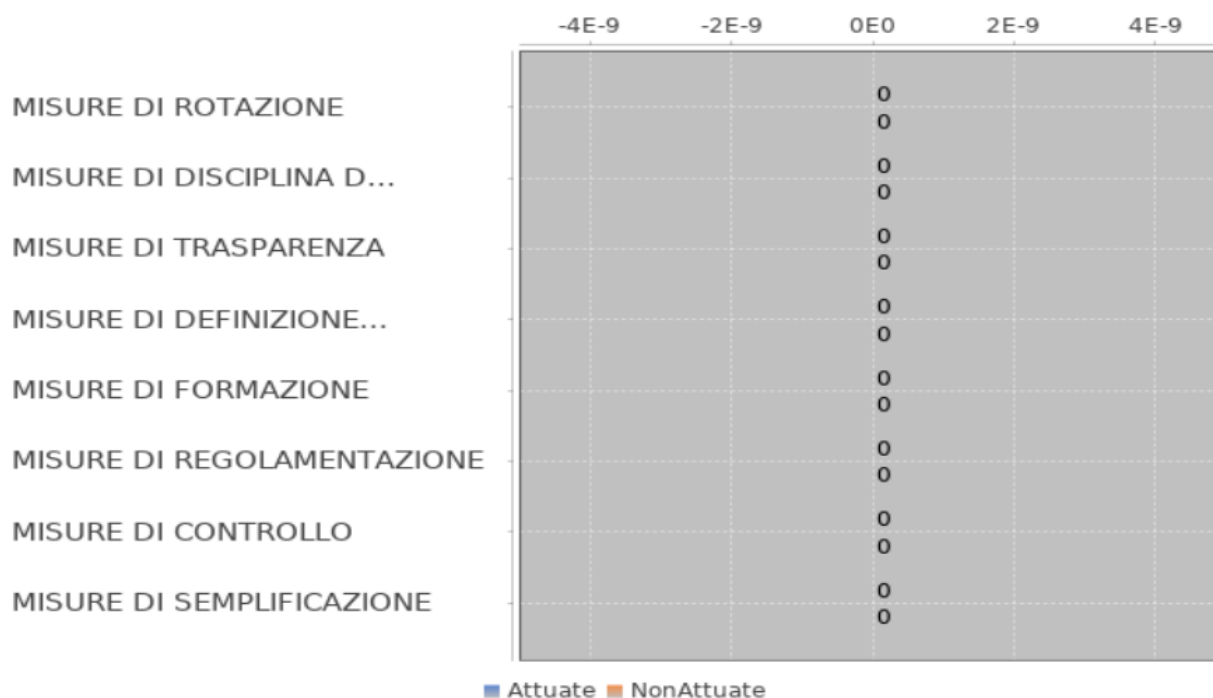 -4E-9 -2E-9 0E0 2E-9 4E-9
MISURE DI ROTAZIONE 0
0
MISURE DI DISCIPLINA D... 0
0
MISURE DI TRASPARENZA 0
0
MISURE DI DEFINIZIONE... 0
0
MISURE DI FORMAZIONE 0
0
MISURE DI REGOLAMENTAZIONE 0
0
MISURE DI CONTROLLO 0
0
MISURE DI SEMPLIFICAZIONE 0
0
Attuate NonAttuate